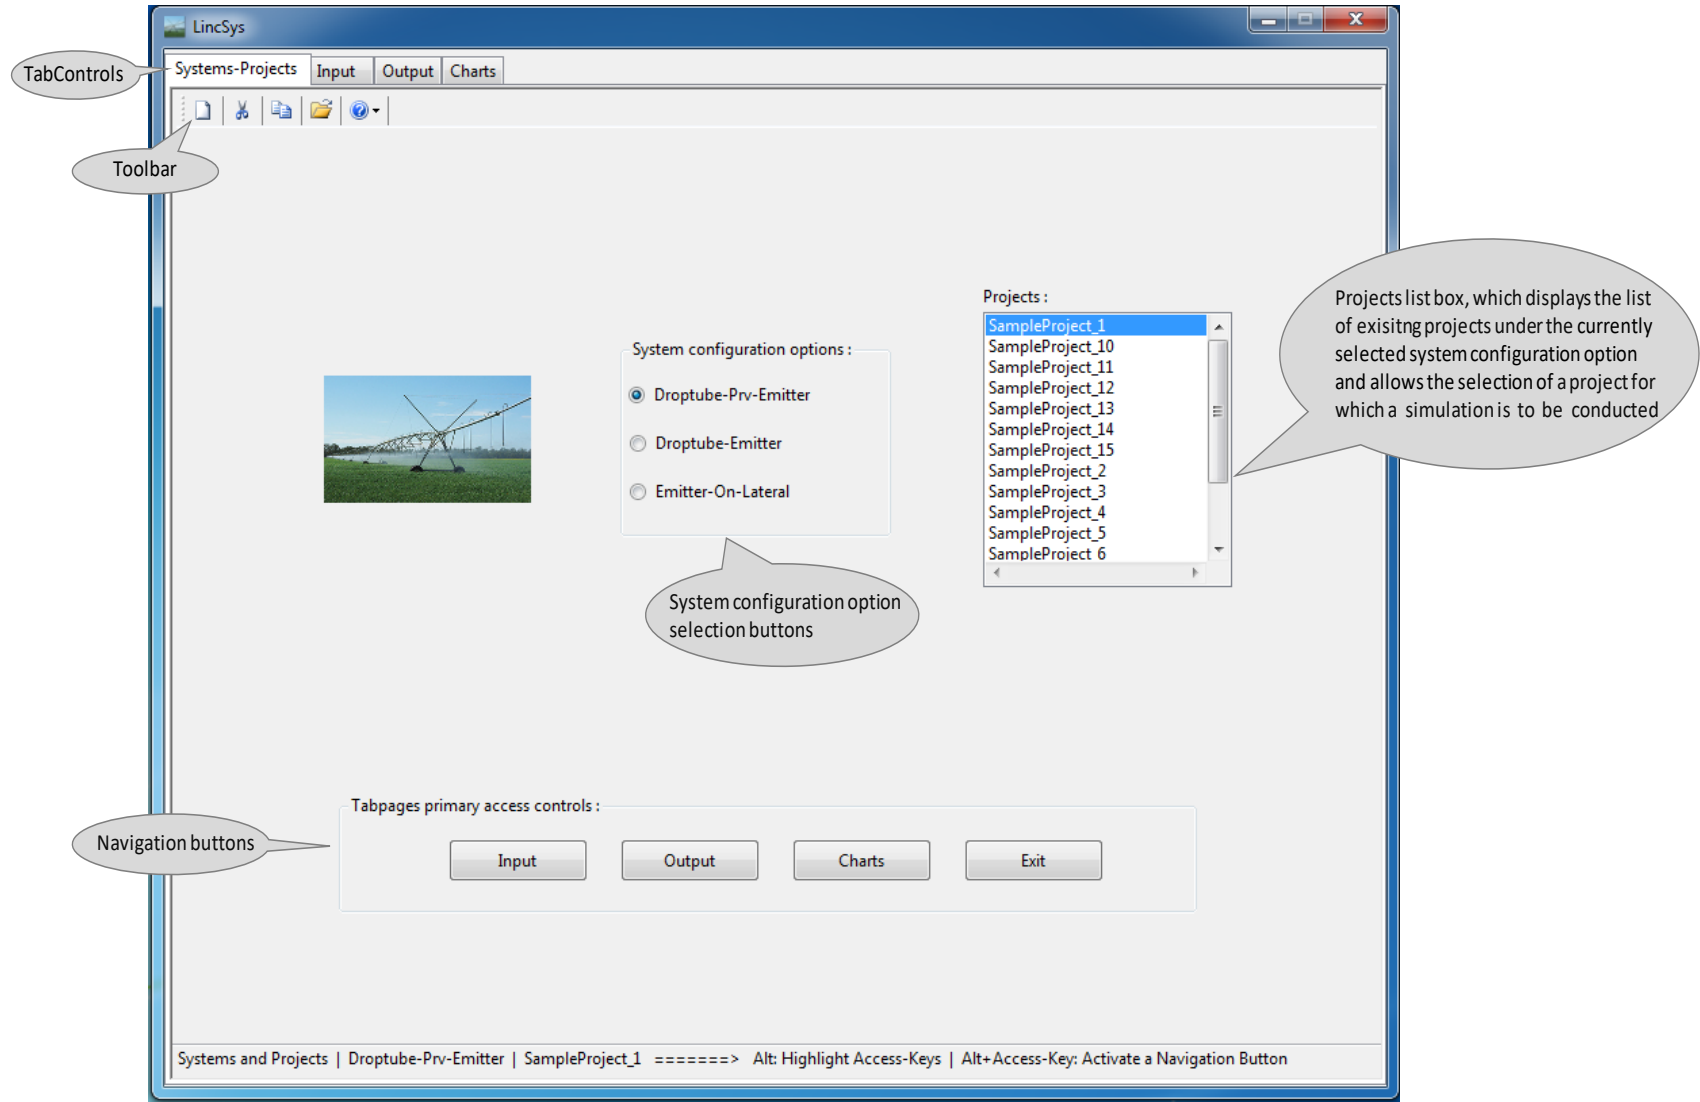 LincSys
TabControls
Systems-Projects
Input
Output
Charts
Toolbar
Projects :
SampleProject_1
SampleProject_10
SampleProject_11
SampleProject_12
SampleProject_13
SampleProject_14
SampleProject_15
SampleProject_2
SampleProject_3
SampleProject_4
SampleProject_5
SampleProject_6
Projects list box, which displays the list
of exisitng projects under the currently
selected system configuration option
and allows the selection of a project for
which a simulation is to be conducted
System configuration options :
Droptube-Prv-Emitter
Droptube-Emitter
Emitter-On-Lateral
System configuration option
selection buttons
Tabpages primary access controls :
Navigation buttons
Input
Output
Charts
Exit
Systems and Projects | Droptube-Prv-Emitter | SampleProject_1 =======> Alt: Highlight Access-Keys | Alt+Access-Key: Activate a Navigation Button